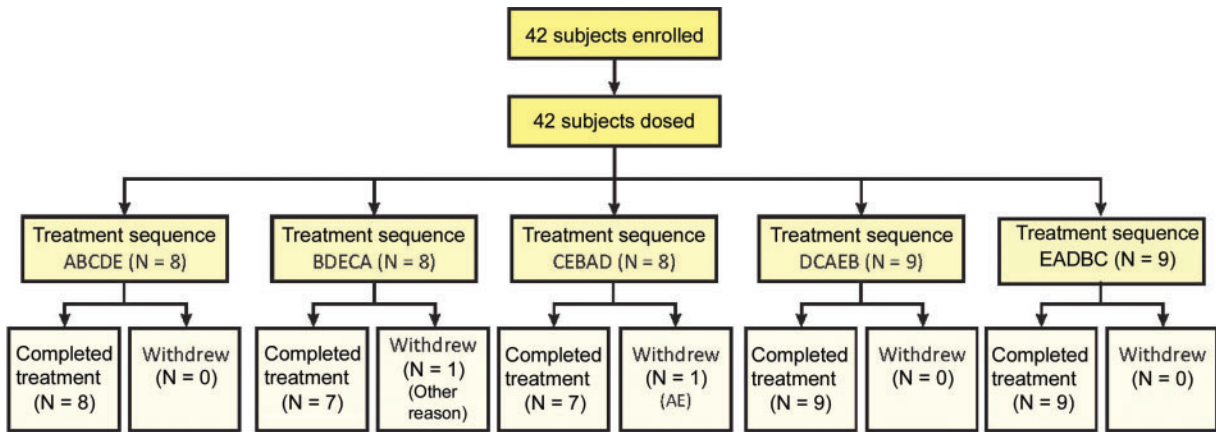 42 subjects enrolled
42 subjects dosed
Treatment sequence
ABCDE (N = 8)
Treatment sequence
BDECA (N = 8)
Treatment sequence
CEBAD (N = 8)
Treatment sequence
DCAEB (N = 9)
Treatment sequence
EADBC (N = 9)
Completed
treatment
(N = 8)
Withdrew
(N = 0)
Completed
treatment
(N = 7)
Withdrew
(N = 1)
(Other
reason)
Completed
treatment
(N = 7)
Withdrew
(N = 1)
(AE)
Completed
treatment
(N = 9)
Withdrew
(N = 0)
Completed
treatment
(N = 9)
Withdrew
(N = 0)